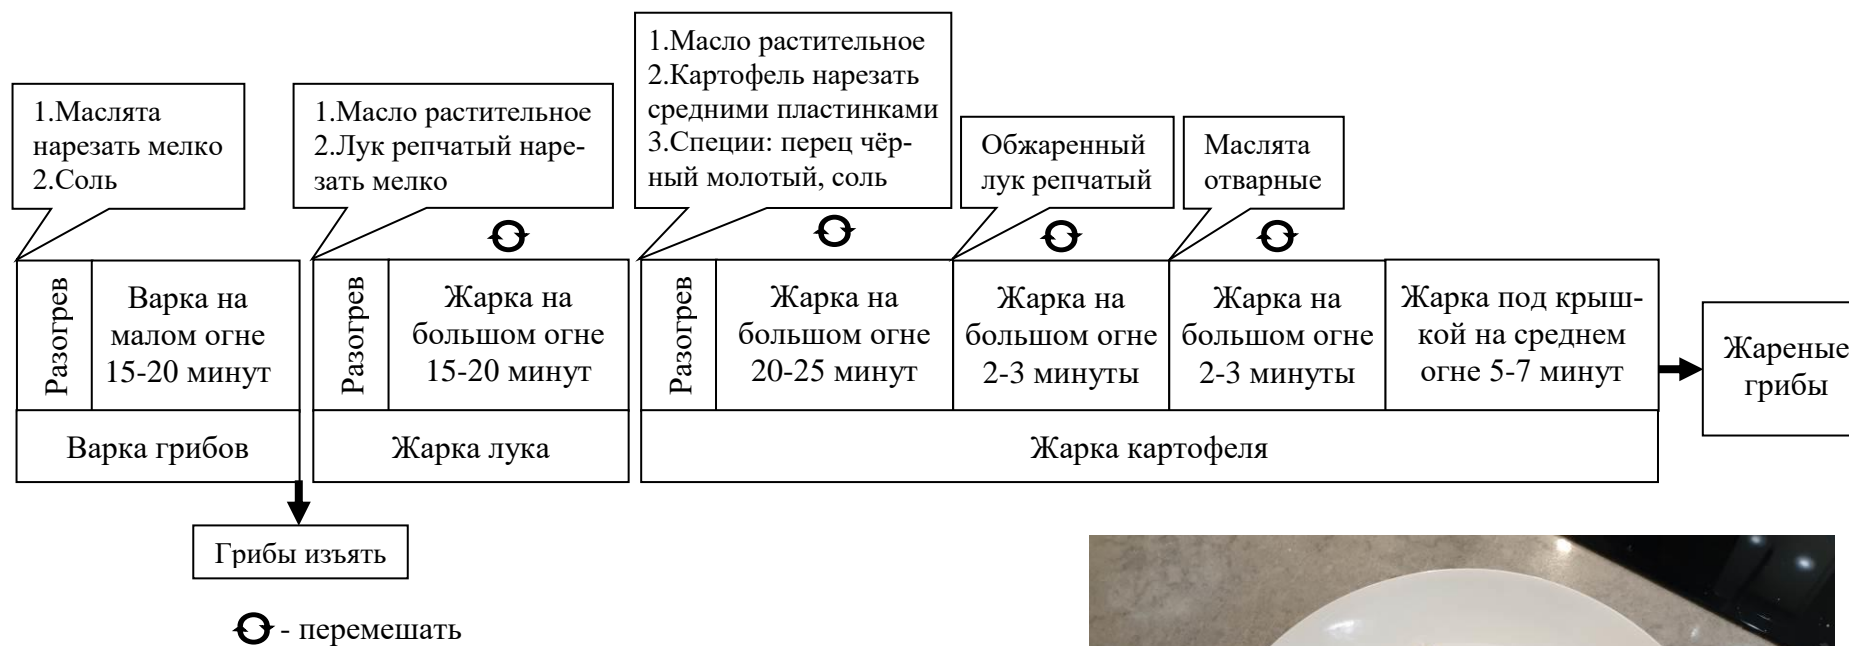 1.Маслята
нарезать мелко
2.Соль
1.Масло растительное
2.Лук репчатый наре-
зать мелко
1.Масло растительное
2.Картофель нарезать
средними пластинками
3.Специи: перец чёр-
ный молотый, соль
Обжаренный
лук репчатый
Маслята
отварные
Разогрев
Варка на
малом огне
15-20 минут
Разогрев
Жарка на
большом огне
15-20 минут
Разогрев
Жарка на
большом огне
20-25 минут
Жарка на
большом огне
2-3 минуты
Жарка на
большом огне
2-3 минуты
Жарка под крыш-
кой на среднем
огне 5-7 минут
Жареные
грибы
Варка грибов
Жарка лука
Жарка картофеля
Грибы изъять
- перемешать